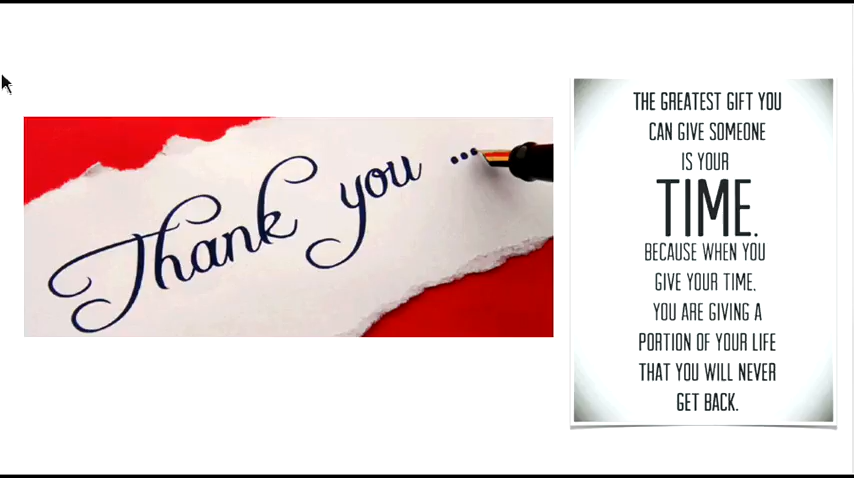 Thank you ...
THE GREATEST GIFT YOU
CAN GIVE SOMEONE
IS YOUR
TIME.
BECAUSE WHEN YOU
GIVE YOUR TIME.
YOU ARE GIVING A
PORTION OF YOUR LIFE
THAT YOU WILL NEVER
GET BACK.